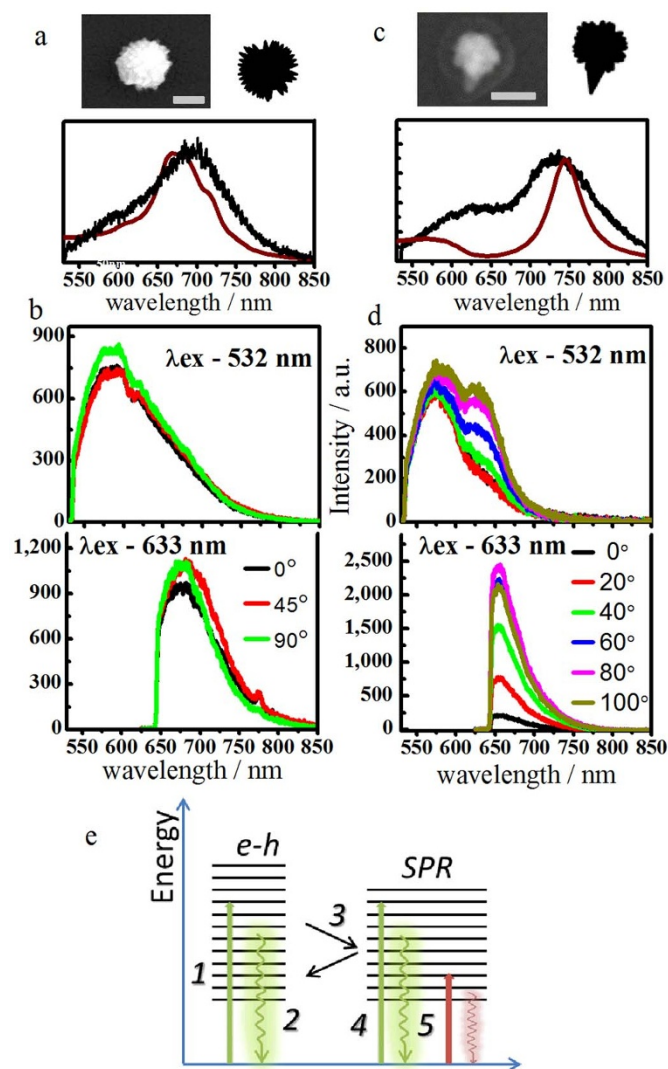 a
c
530 600 650 700 750 800 850
50nm
wavelength / nm
550 600 650 700 750 800 850
wavelength / nm
b
900
600
300
0
λex - 532 nm
1,200
900
600
300
0
λex - 633 nm
0°
45°
90°
550 600 650 700 750 800 850
wavelength / nm
d
Intensity / a.u.
800
600
400
200
0
λex - 532 nm
2,500
2,000
1,500
1,000
500
0
λex - 633 nm
0°
20°
40°
60°
80°
100°
550 600 650 700 750 800 850
wavelength / nm
e
Energy
e-h
SPR
1
2
3
4
5